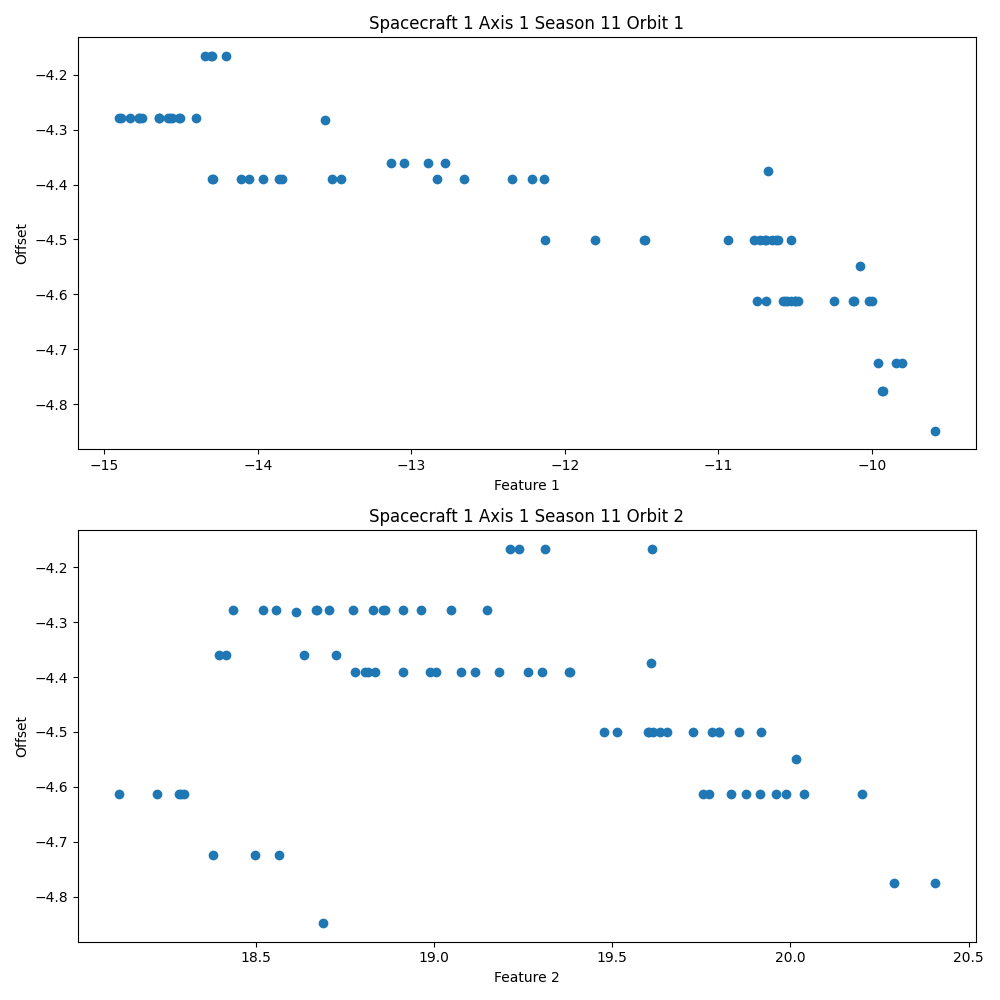 Spacecraft 1 Axis 1 Season 11 Orbit 1
−4.2
−4.3
−4.4
−4.5
−4.6
−4.7
−4.8
Offset
−15 −14 −13 −12 −11 −10
Feature 1
Spacecraft 1 Axis 1 Season 11 Orbit 2
−4.2
−4.3
−4.4
−4.5
−4.6
−4.7
−4.8
Offset
18.5 19.0 19.5 20.0 20.5
Feature 2